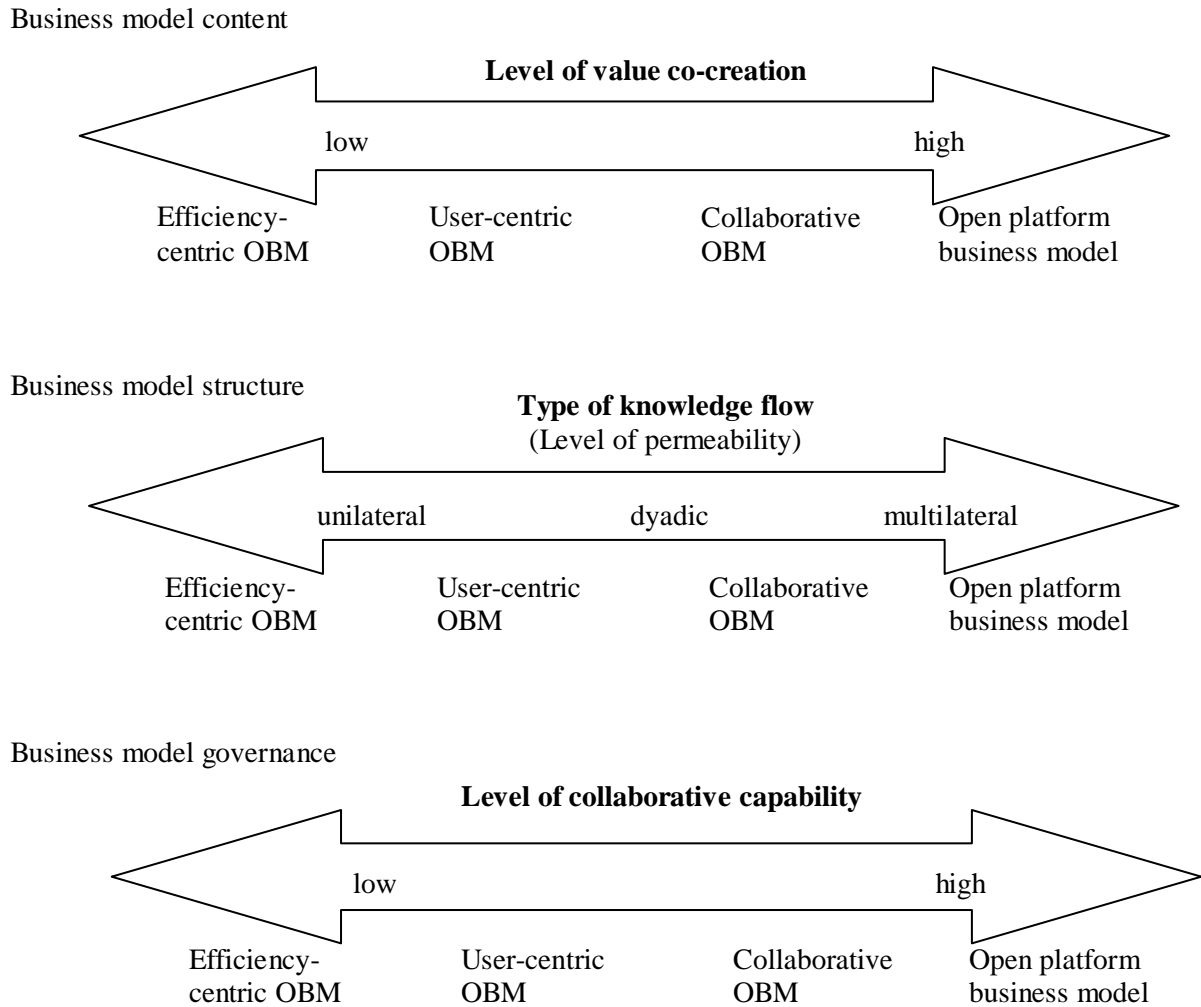 Business model content
Level of value co-creation
low high
Efficiency- User-centric Collaborative Open platform
centric OBM OBM OBM business model
Business model structure
Type of knowledge flow
(Level of permeability)
unilateral dyadic multilateral
Efficiency- User-centric Collaborative Open platform
centric OBM OBM OBM business model
Business model governance
Level of collaborative capability
low high
Efficiency- User-centric Collaborative Open platform
centric OBM OBM OBM business model